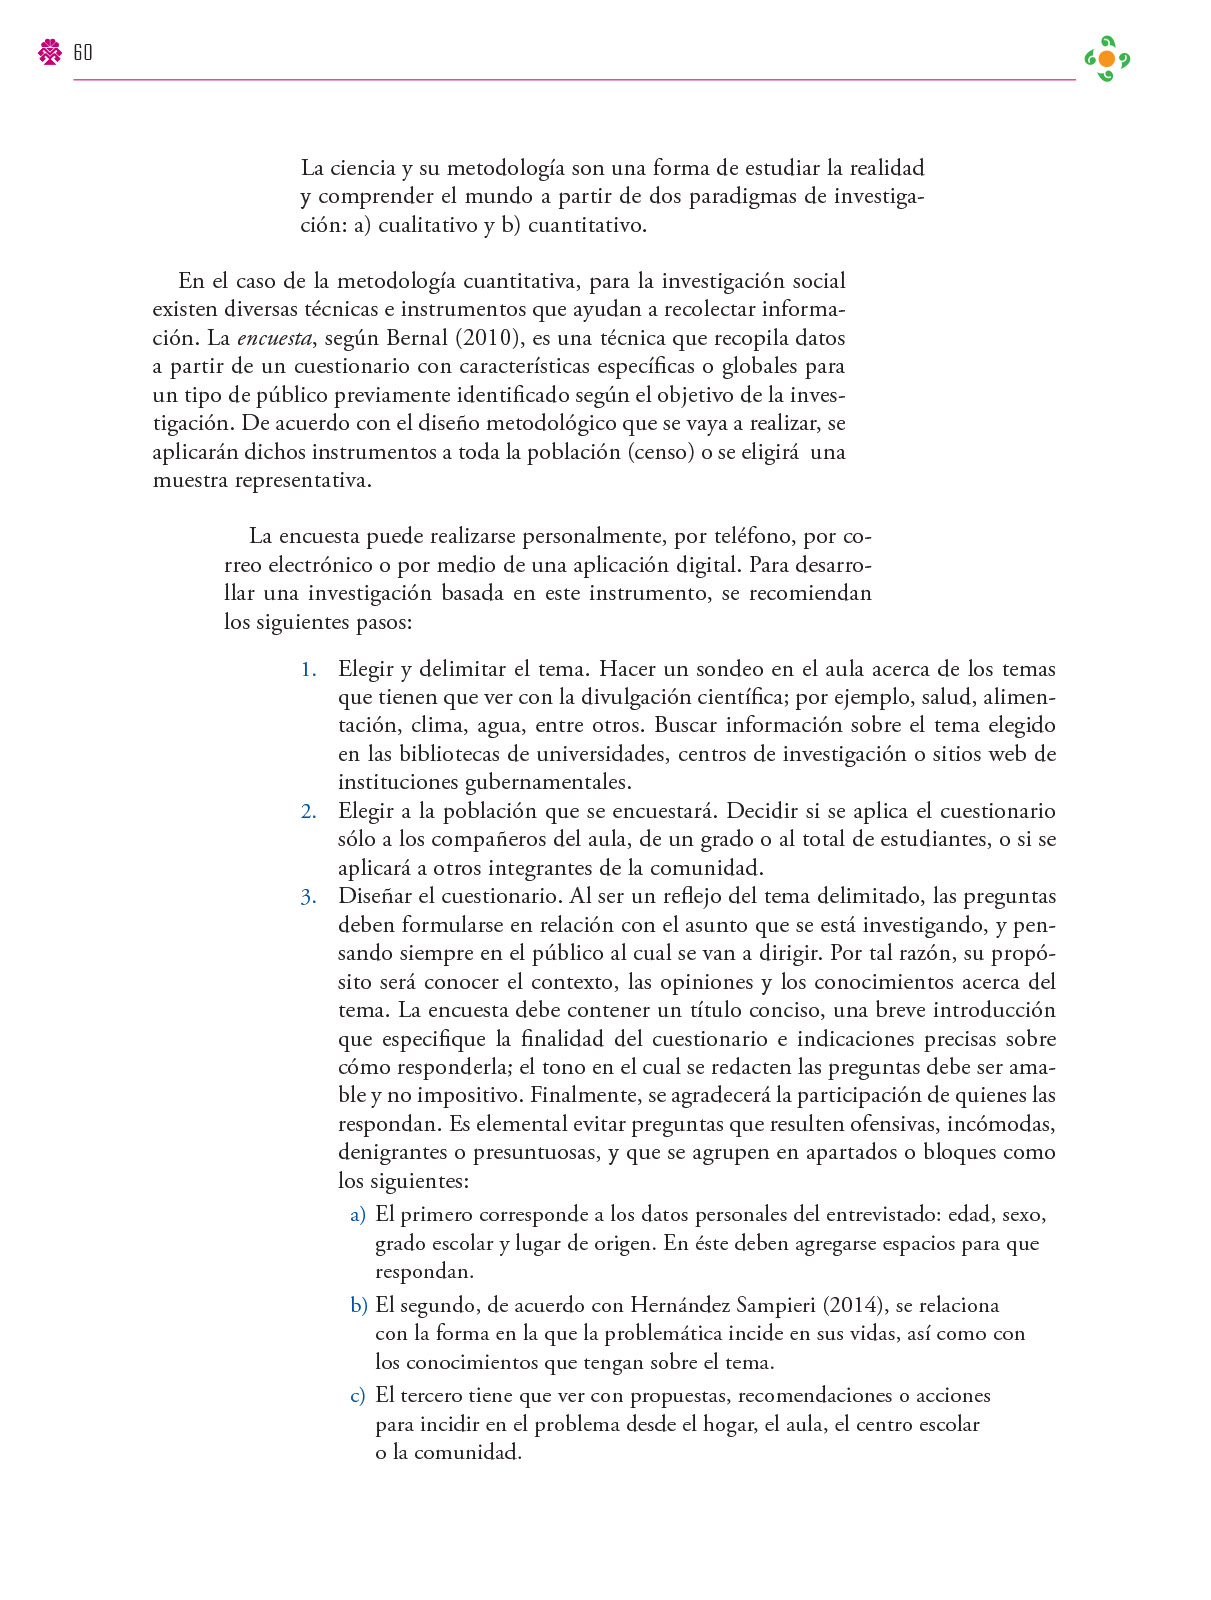 60
La ciencia y su metodología son una forma de estudiar la realidad
y comprender el mundo a partir de dos paradigmas de investiga-
ción: a) cualitativo y b) cuantitativo.
En el caso de la metodología cuantitativa, para la investigación social
existen diversas técnicas e instrumentos que ayudan a recolectar informa-
ción. La encuesta, según Bernal (2010), es una técnica que recopila datos
a partir de un cuestionario con características específicas o globales para
un tipo de público previamente identificado según el objetivo de la inves-
tigación. De acuerdo con el diseño metodológico que se vaya a realizar, se
aplicarán dichos instrumentos a toda la población (censo) o se eligirá una
muestra representativa.
La encuesta puede realizarse personalmente, por teléfono, por co-
rreo electrónico o por medio de una aplicación digital. Para desarro-
llar una investigación basada en este instrumento, se recomiendan
los siguientes pasos:
1. Elegir y delimitar el tema. Hacer un sondeo en el aula acerca de los temas
que tienen que ver con la divulgación científica; por ejemplo, salud, alimen-
tación, clima, agua, entre otros. Buscar información sobre el tema elegido
en las bibliotecas de universidades, centros de investigación o sitios web de
instituciones gubernamentales.
2. Elegir a la población que se encuestará. Decidir si se aplica el cuestionario
sólo a los compañeros del aula, de un grado o al total de estudiantes, o si se
aplicará a otros integrantes de la comunidad.
3. Diseñar el cuestionario. Al ser un reflejo del tema delimitado, las preguntas
deben formularse en relación con el asunto que se está investigando, y pen-
sando siempre en el público al cual se van a dirigir. Por tal razón, su propó-
sito será conocer el contexto, las opiniones y los conocimientos acerca del
tema. La encuesta debe contener un título conciso, una breve introducción
que especifique la finalidad del cuestionario e indicaciones precisas sobre
cómo responderla; el tono en el cual se redacten las preguntas debe ser ama-
ble y no impositivo. Finalmente, se agradecerá la participación de quienes las
respondan. Es elemental evitar preguntas que resulten ofensivas, incómodas,
denigrantes o presuntuosas, y que se agrupen en apartados o bloques como
los siguientes:
a) El primero corresponde a los datos personales del entrevistado: edad, sexo,
grado escolar y lugar de origen. En éste deben agregarse espacios para que
respondan.
b) El segundo, de acuerdo con Hernández Sampieri (2014), se relaciona
con la forma en la que la problemática incide en sus vidas, así como con
los conocimientos que tengan sobre el tema.
c) El tercero tiene que ver con propuestas, recomendaciones o acciones
para incidir en el problema desde el hogar, el aula, el centro escolar
o la comunidad.